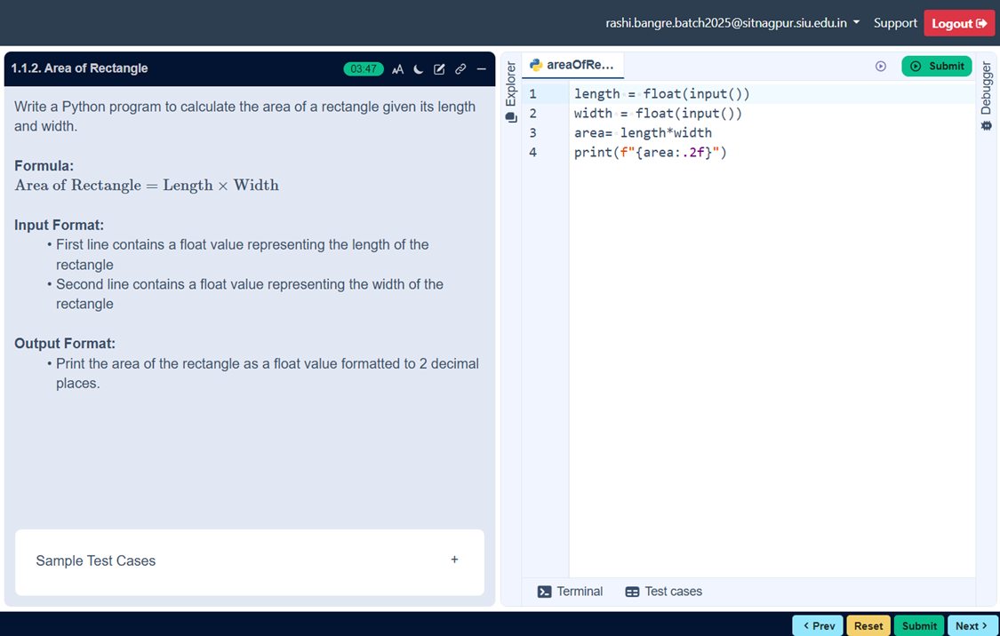 rashi.bangre.batch2025@sitnagpur.siu.edu.in Support Logout
1.1.2. Area of Rectangle 03:47 AA
Write a Python program to calculate the area of a rectangle given its length
and width.
Formula:
Area of Rectangle = Length × Width
Input Format:
• First line contains a float value representing the length of the
rectangle
• Second line contains a float value representing the width of the
rectangle
Output Format:
• Print the area of the rectangle as a float value formatted to 2 decimal
places.
Sample Test Cases +
Explorer
areaOfRe... Submit
1 length = float(input())
2 width = float(input())
3 area= length*width
4 print(f"{area:.2f}")
Debugger
Terminal Test cases
< Prev Reset Submit Next >